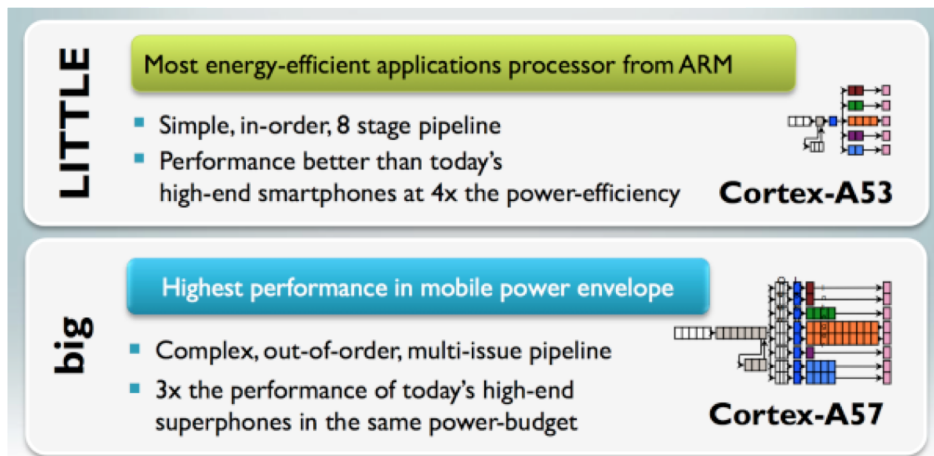 LITTLE
Most energy-efficient applications processor from ARM
▪ Simple, in-order, 8 stage pipeline
▪ Performance better than today's
high-end smartphones at 4x the power-efficiency
Cortex-A53
big
Highest performance in mobile power envelope
▪ Complex, out-of-order, multi-issue pipeline
▪ 3x the performance of today's high-end
superphones in the same power-budget
Cortex-A57